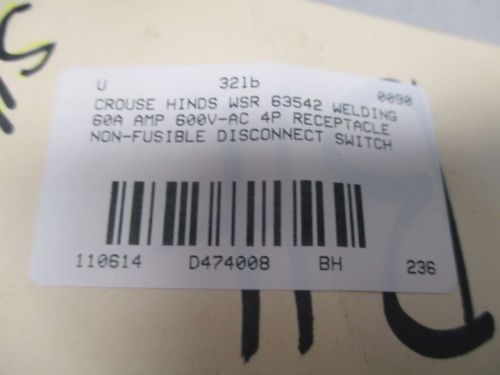 U 32lb 0090
CROUSE HINDS WSR 63542 WELDING
60A AMP 600V-AC 4P RECEPTACLE
NON-FUSIBLE DISCONNECT SWITCH
110614 D474008 BH 236